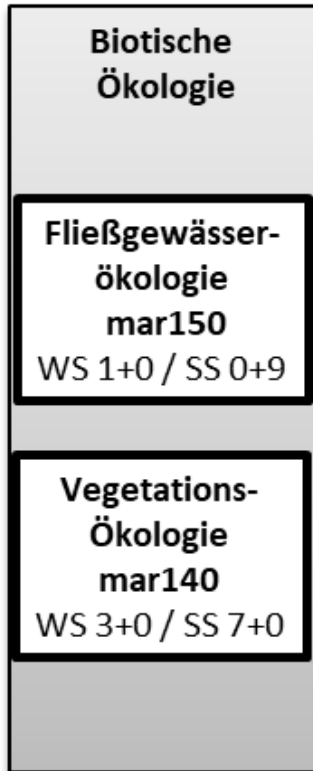 Biotische
Ökologie
Fließgewässer-
ökologie
mar150
WS 1+0 / SS 0+9
Vegetations-
Ökologie
mar140
WS 3+0 / SS 7+0